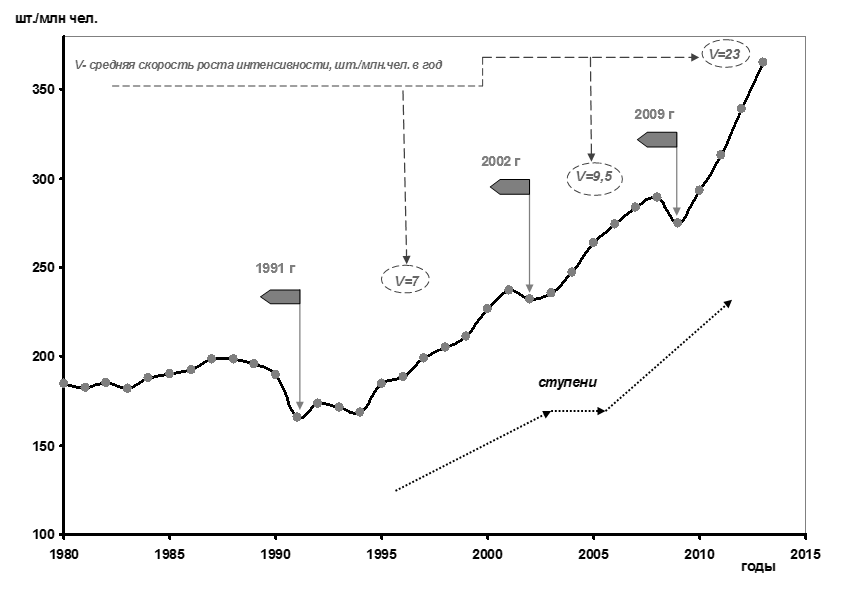 шт./млн чел.
V- средняя скорость роста интенсивности, шт./млн.чел. в год
V=23
350
2009 г
2002 г
300
V=9,5
250
1991 г
V=7
200
ступени
150
100
1980
1985
1990
1995
2000
2005
2010
2015
годы